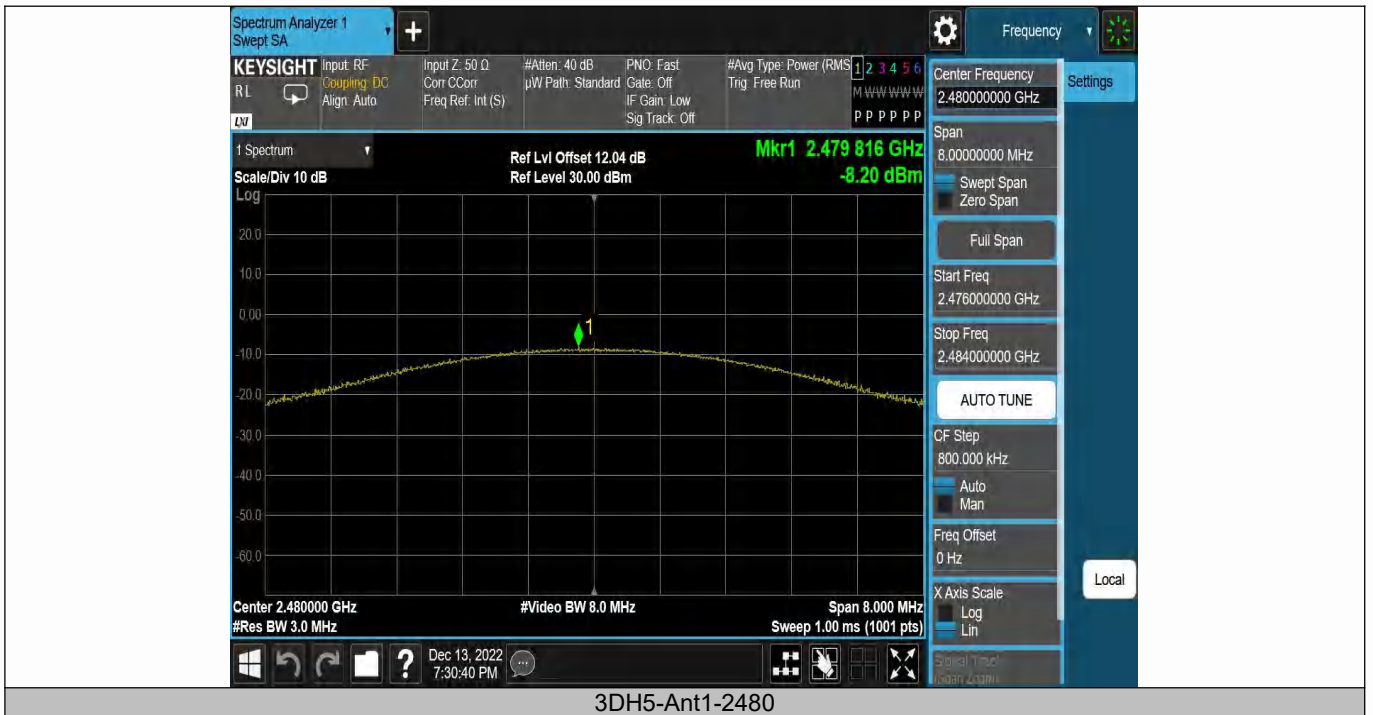 Spectrum Analyzer 1
Swept SA
+
Frequency
KEYSIGHT
RL
LXI
Input: RF
Coupling: DC
Align: Auto
Input Z: 50 Ω
Corr CCorr
Freq Ref: Int (S)
#Atten: 40 dB
µW Path: Standard
PNO: Fast
Gate: Off
IF Gain: Low
Sig Track: Off
#Avg Type: Power (RMS
Trig: Free Run
1 2 3 4 5 6
M W W W W W
P P P P P P
1 Spectrum
Scale/Div 10 dB
Ref Lvl Offset 12.04 dB
Ref Level 30.00 dBm
Mkr1 2.479 816 GHz
-8.20 dBm
Log
20.0
10.0
0.00
-10.0
-20.0
-30.0
-40.0
-50.0
-60.0
1
Center 2.480000 GHz
#Res BW 3.0 MHz
#Video BW 8.0 MHz
Span 8.000 MHz
Sweep 1.00 ms (1001 pts)
Center Frequency
2.480000000 GHz
Settings
Span
8.00000000 MHz
Swept Span
Zero Span
Full Span
Start Freq
2.476000000 GHz
Stop Freq
2.484000000 GHz
AUTO TUNE
CF Step
800.000 kHz
Auto
Man
Freq Offset
0 Hz
X Axis Scale
Log
Lin
Signal Track
(Span Zoom)
Local
?
Dec 13, 2022
7:30:40 PM
3DH5-Ant1-2480